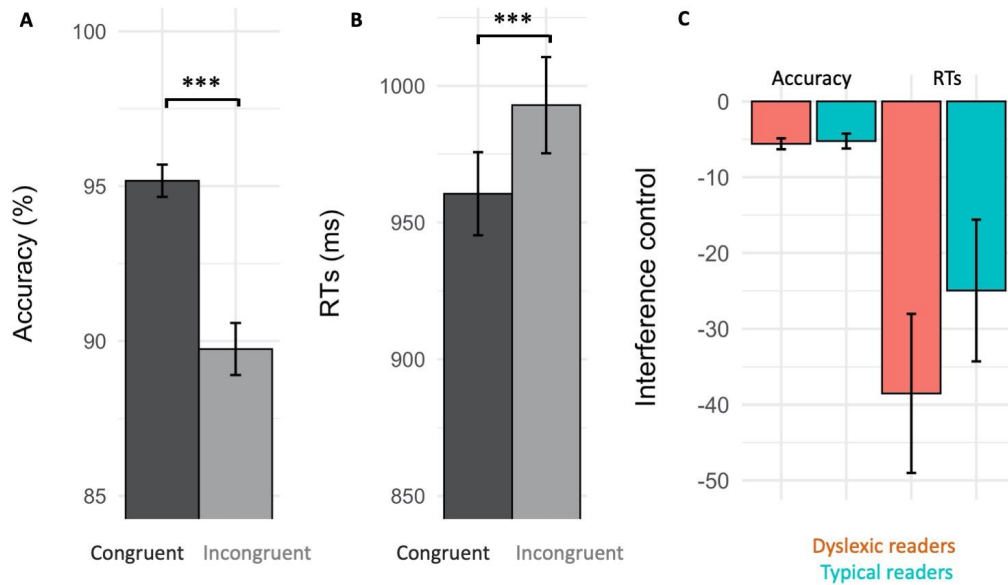 A
Accuracy (%)
100
95
90
85
***
Congruent Incongruent
B
RTs (ms)
1000
950
900
850
***
Congruent Incongruent
C
Interference control
Accuracy RTs
0
-10
-20
-30
-40
-50
Dyslexic readers
Typical readers